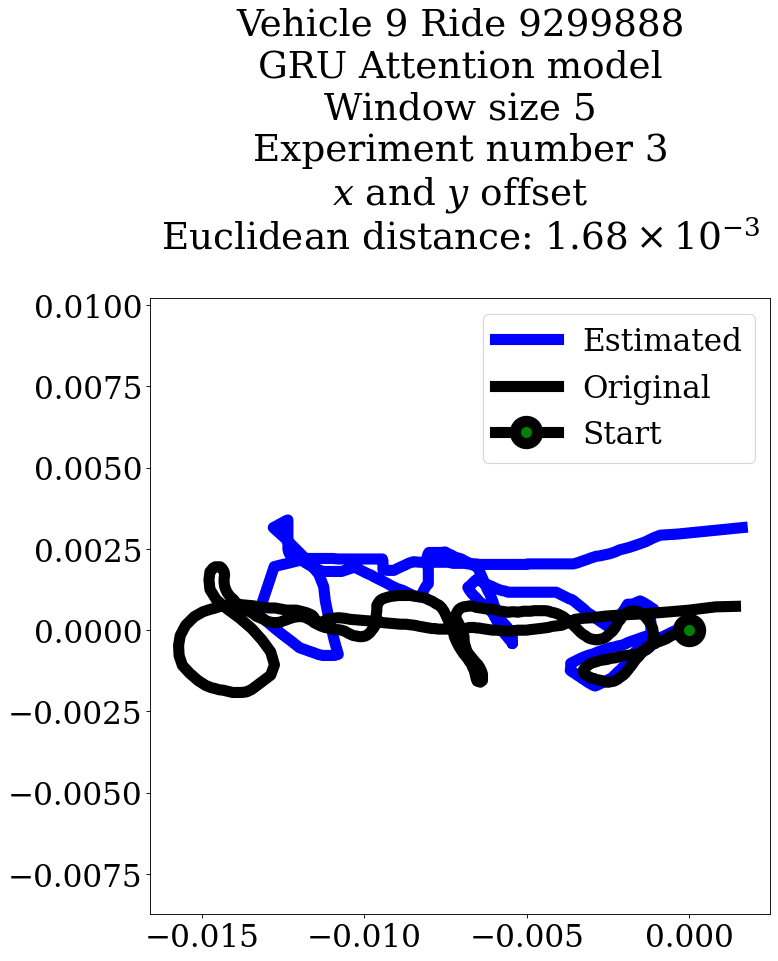 Vehicle 9 Ride 9299888
GRU Attention model
Window size 5
Experiment number 3
x and y offset
Euclidean distance: 1.68 × 10⁻³
0.0100
0.0075
0.0050
0.0025
0.0000
−0.0025
−0.0050
−0.0075
Estimated
Original
Start
−0.015 −0.010 −0.005 0.000